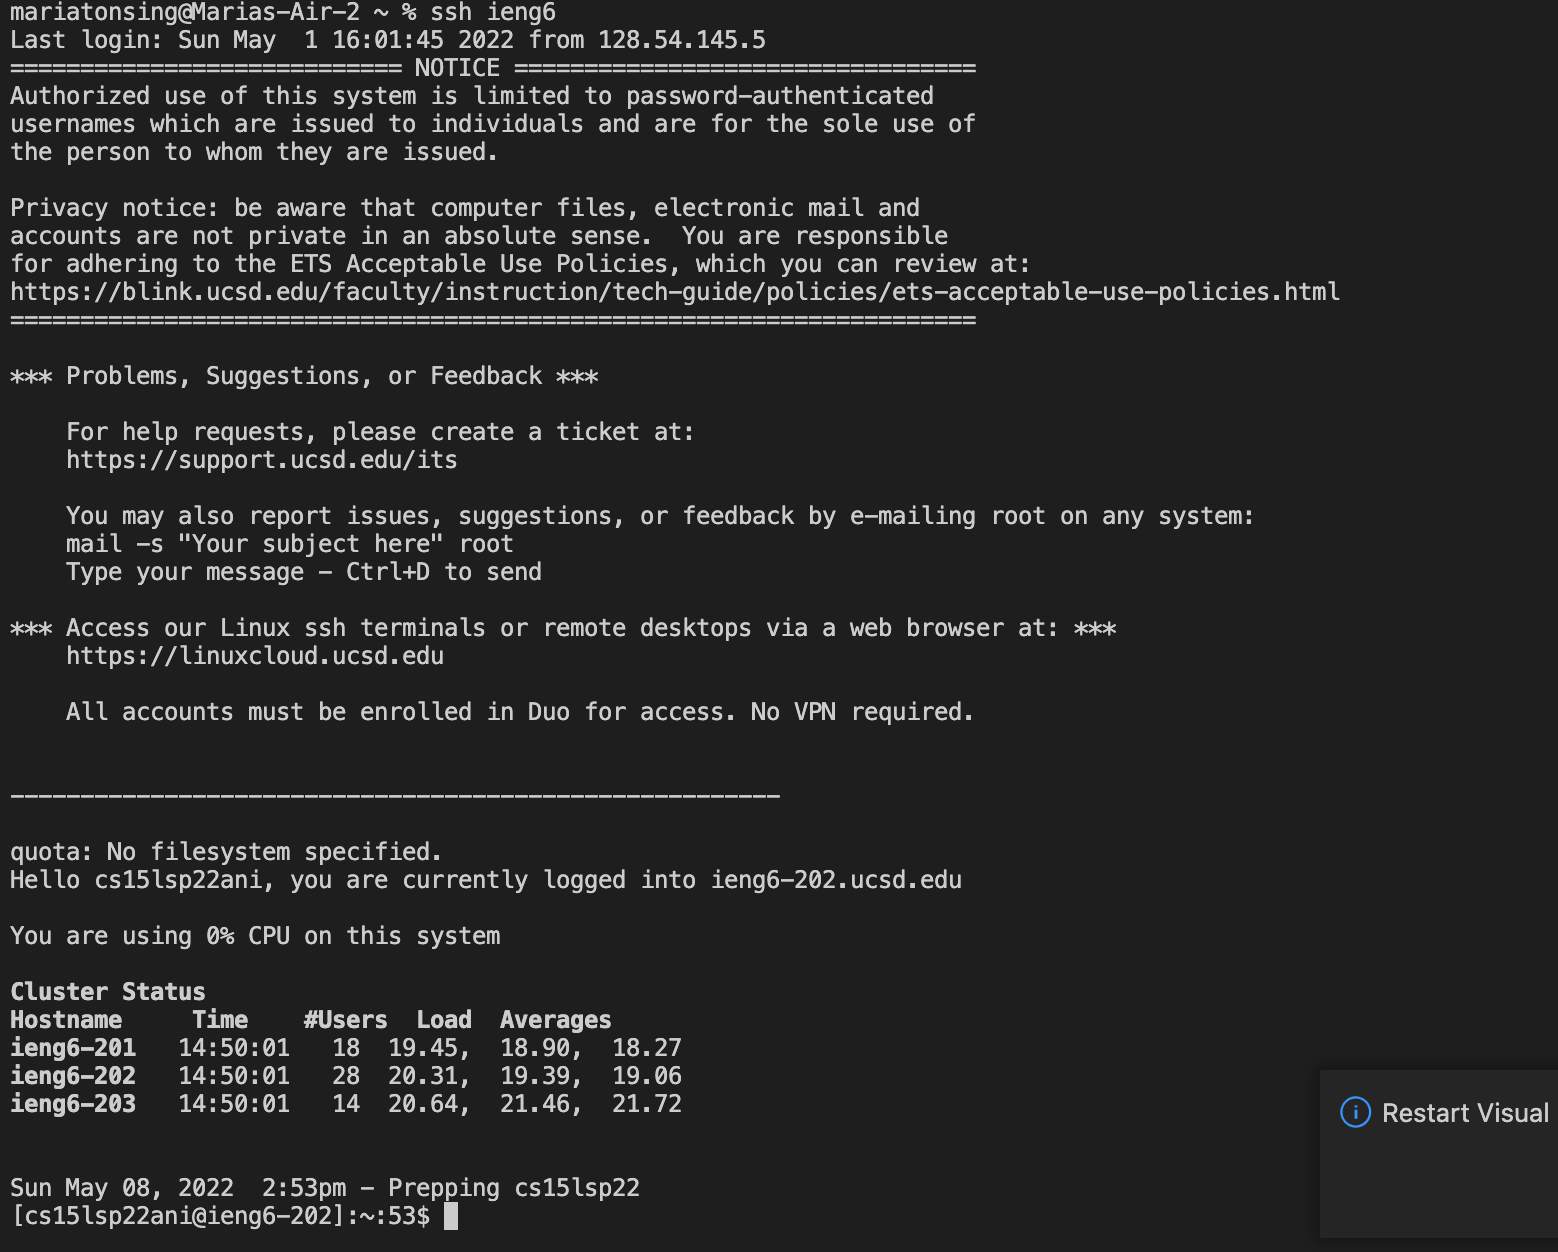 mariatonsing@Marias-Air-2 ~ % ssh ieng6
Last login: Sun May  1 16:01:45 2022 from 128.54.145.5
============================ NOTICE =================================
Authorized use of this system is limited to password-authenticated
usernames which are issued to individuals and are for the sole use of
the person to whom they are issued.

Privacy notice: be aware that computer files, electronic mail and
accounts are not private in an absolute sense.  You are responsible
for adhering to the ETS Acceptable Use Policies, which you can review at:
https://blink.ucsd.edu/faculty/instruction/tech-guide/policies/ets-acceptable-use-policies.html
=====================================================================

*** Problems, Suggestions, or Feedback ***

    For help requests, please create a ticket at:
    https://support.ucsd.edu/its

    You may also report issues, suggestions, or feedback by e-mailing root on any system:
    mail -s "Your subject here" root
    Type your message - Ctrl+D to send

*** Access our Linux ssh terminals or remote desktops via a web browser at: ***
    https://linuxcloud.ucsd.edu

    All accounts must be enrolled in Duo for access. No VPN required.

-------------------------------------------------------

quota: No filesystem specified.
Hello cs15lsp22ani, you are currently logged into ieng6-202.ucsd.edu

You are using 0% CPU on this system

Cluster Status
Hostname     Time    #Users  Load  Averages
ieng6-201   14:50:01   18  19.45,  18.90,  18.27
ieng6-202   14:50:01   28  20.31,  19.39,  19.06
ieng6-203   14:50:01   14  20.64,  21.46,  21.72

Restart Visual

Sun May 08, 2022  2:53pm - Prepping cs15lsp22
[cs15lsp22ani@ieng6-202]:~:53$